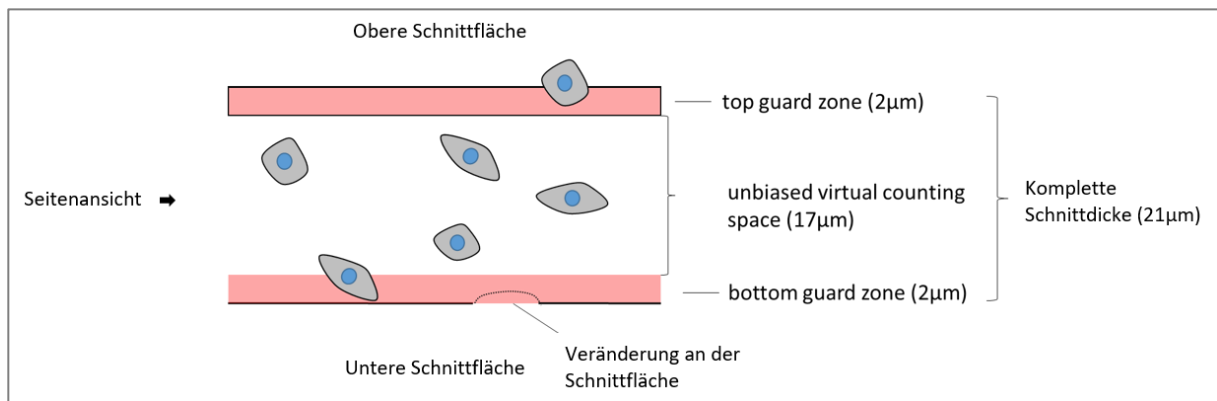 Obere Schnittfläche
top guard zone (2µm)
Seitenansicht
unbiased virtual counting
space (17µm)
Komplette
Schnittdicke (21µm)
bottom guard zone (2µm)
Untere Schnittfläche
Veränderung an der
Schnittfläche